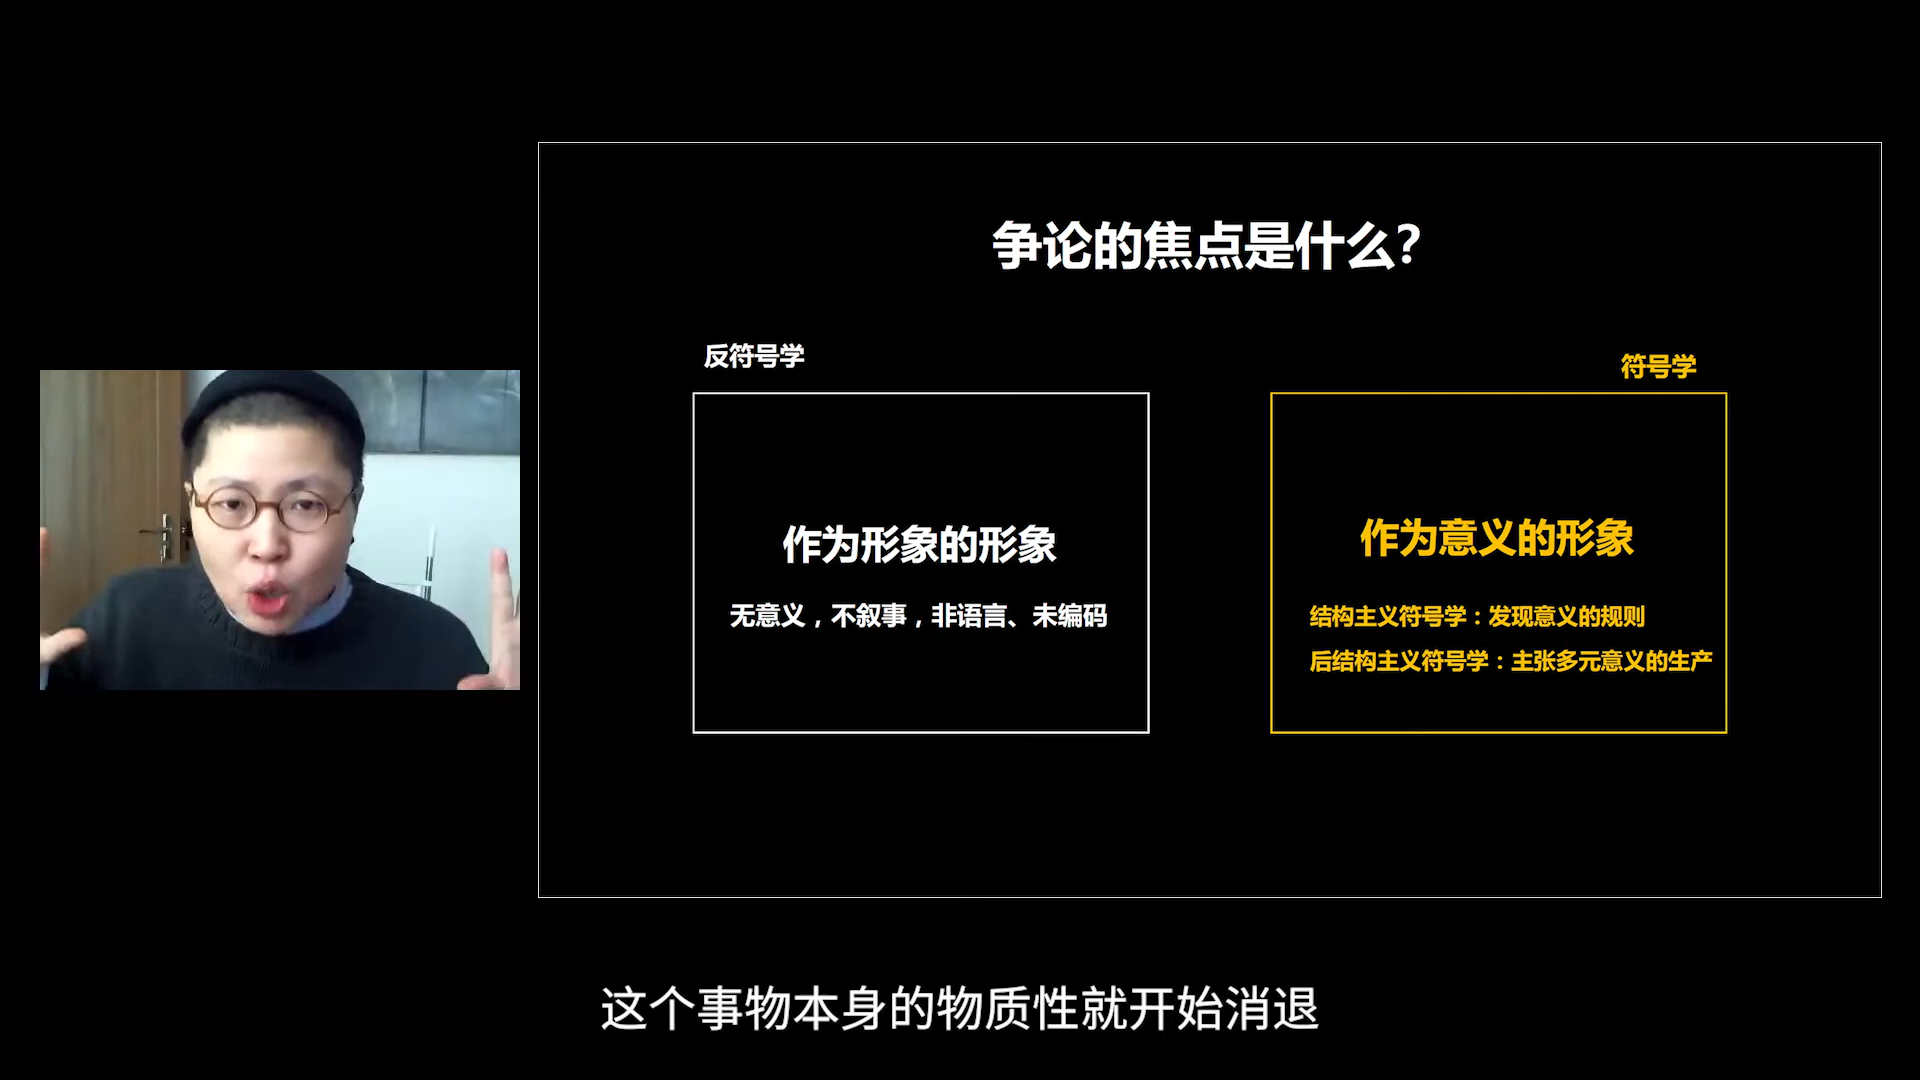 争论的焦点是什么？
反符号学
符号学
作为形象的形象
无意义，不叙事，非语言、未编码
作为意义的形象
结构主义符号学：发现意义的规则
后结构主义符号学：主张多元意义的生产
这个事物本身的物质性就开始消退